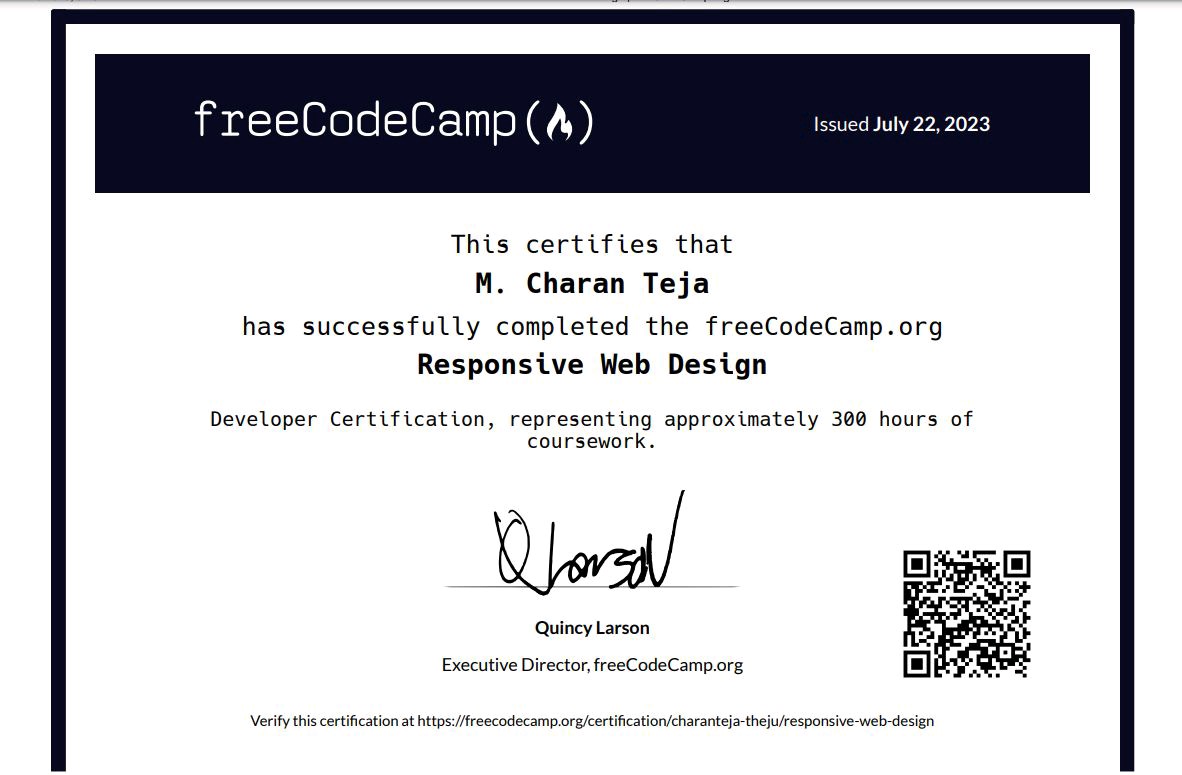 freeCodeCamp(🔥)
Issued July 22, 2023
This certifies that
M. Charan Teja
has successfully completed the freeCodeCamp.org
Responsive Web Design
Developer Certification, representing approximately 300 hours of
coursework.
Quincy Larson
Executive Director, freeCodeCamp.org
Verify this certification at https://freecodecamp.org/certification/charanteja-theju/responsive-web-design